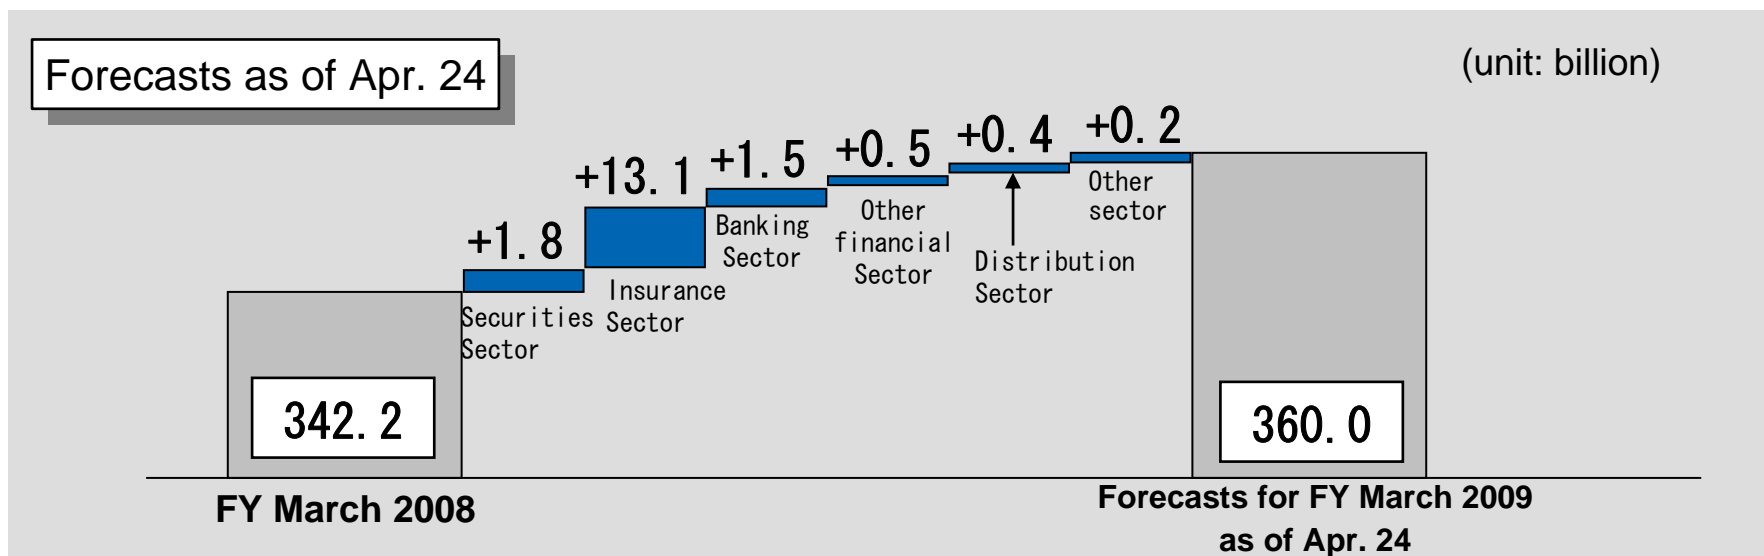 Forecasts as of Apr. 24
(unit: billion)
+1.8
+13.1
+1.5
+0.5
+0.4
+0.2
Securities
Sector
Insurance
Sector
Banking
Sector
Other
financial
Sector
Distribution
Sector
Other
sector
342.2
360.0
FY March 2008
Forecasts for FY March 2009
as of Apr. 24